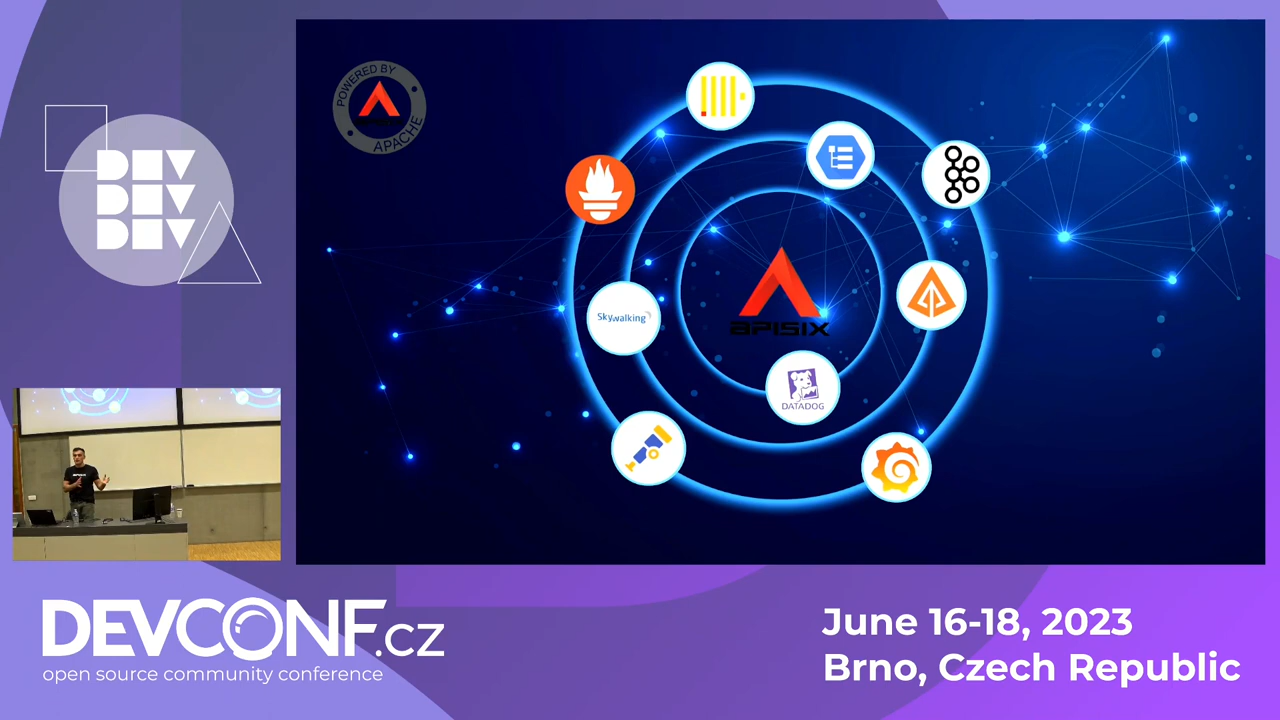 POWERED BY
APACHE
DEV
DEV
DEV
Skywalking
APISIX
DATADOG
DEVCONF.cz
open source community conference
June 16-18, 2023
Brno, Czech Republic